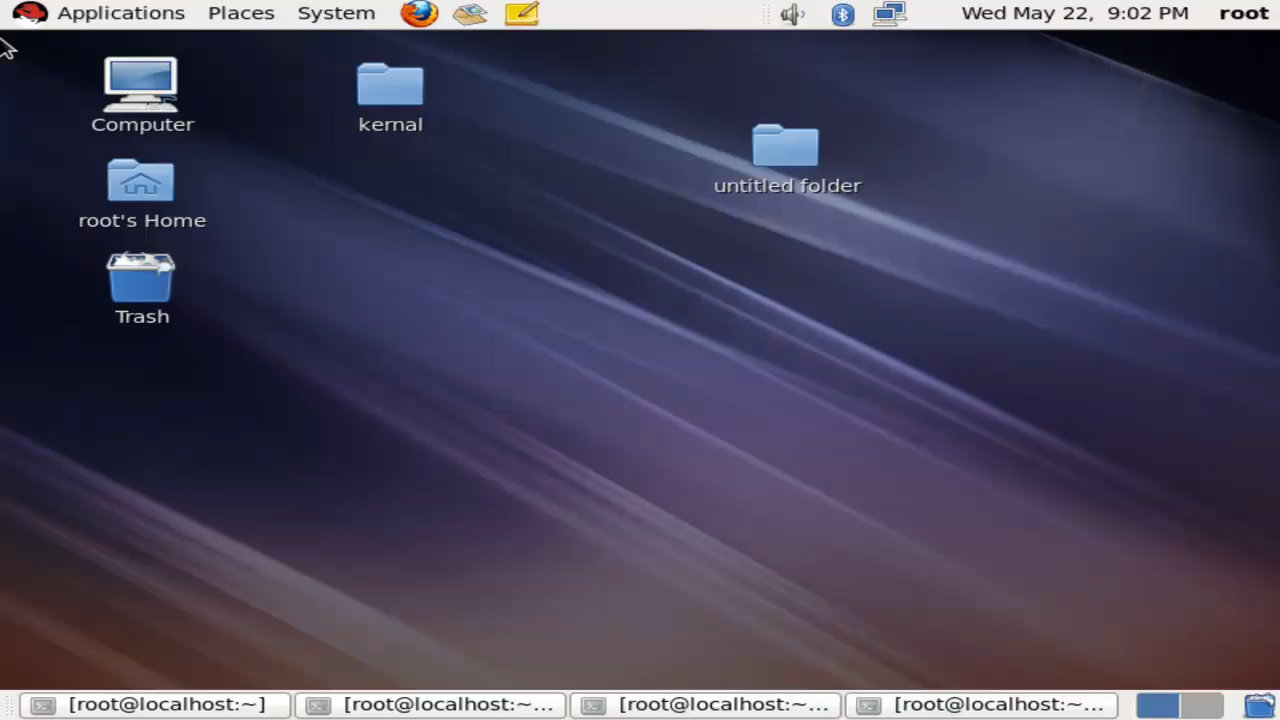 Applications Places System Wed May 22, 9:02 PM root
Computer
kernal
untitled folder
root's Home
Trash
[root@localhost:~] [root@localhost:~... [root@localhost:~... [root@localhost:~...